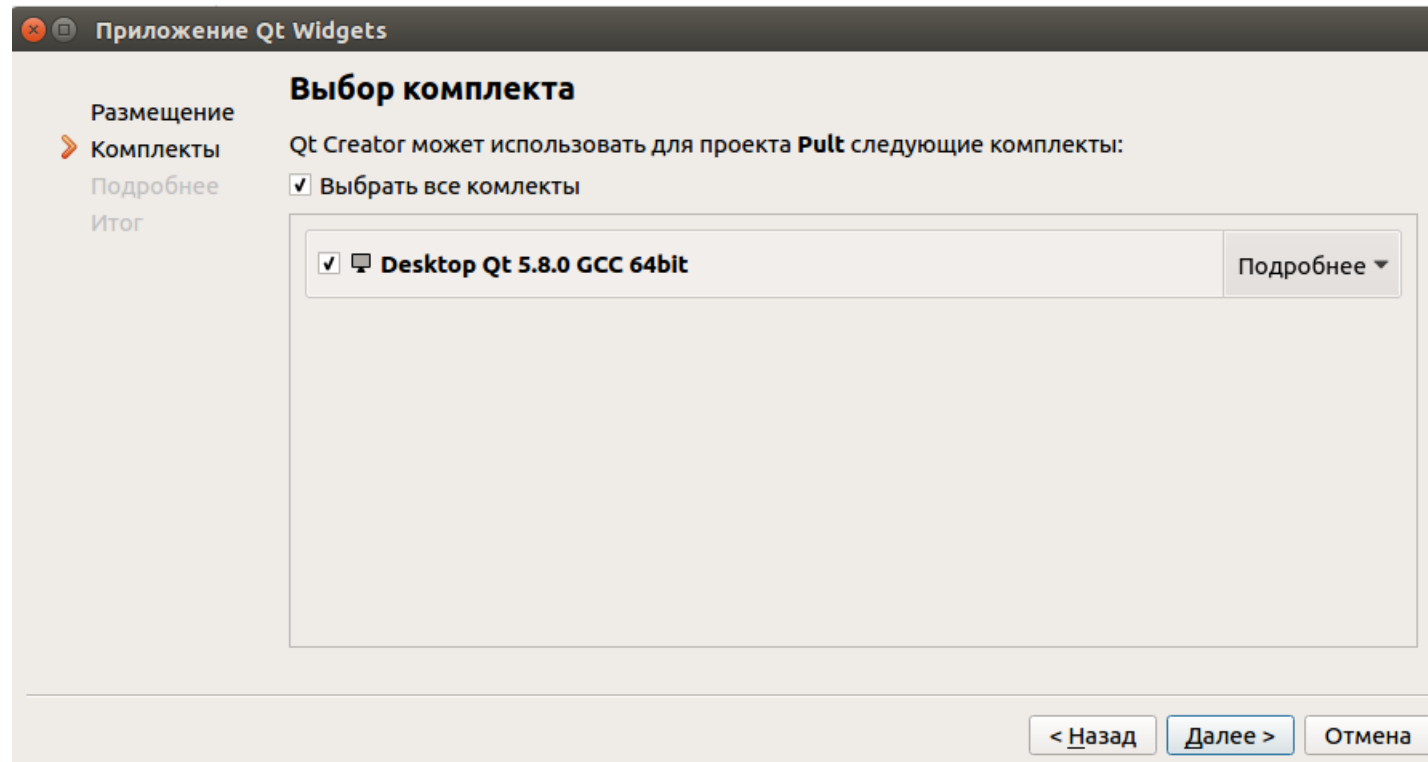 Приложение Qt Widgets
Размещение
Комплекты
Подробнее
Итог
Выбор комплекта
Qt Creator может использовать для проекта Pult следующие комплекты:
Выбрать все комлекты
Desktop Qt 5.8.0 GCC 64bit
Подробнее
< Назад
Далее >
Отмена